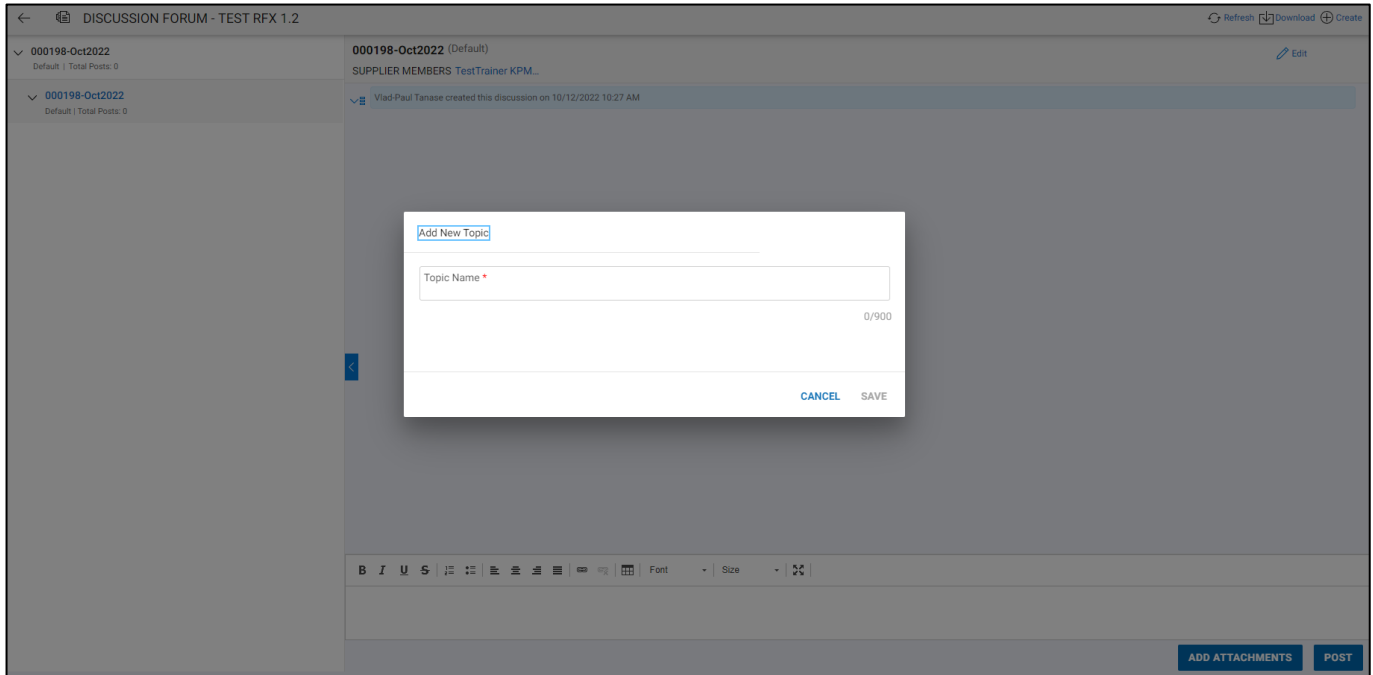 DISCUSSION FORUM - TEST RFX 1.2
Refresh Download Create
000198-Oct2022
Default | Total Posts: 0
000198-Oct2022
Default | Total Posts: 0
000198-Oct2022 (Default)
Edit
SUPPLIER MEMBERS TestTrainer KPM...
Vlad-Paul Tanase created this discussion on 10/12/2022 10:27 AM
Add New Topic
Topic Name *
0/900
CANCEL SAVE
B I U S Font Size
ADD ATTACHMENTS POST